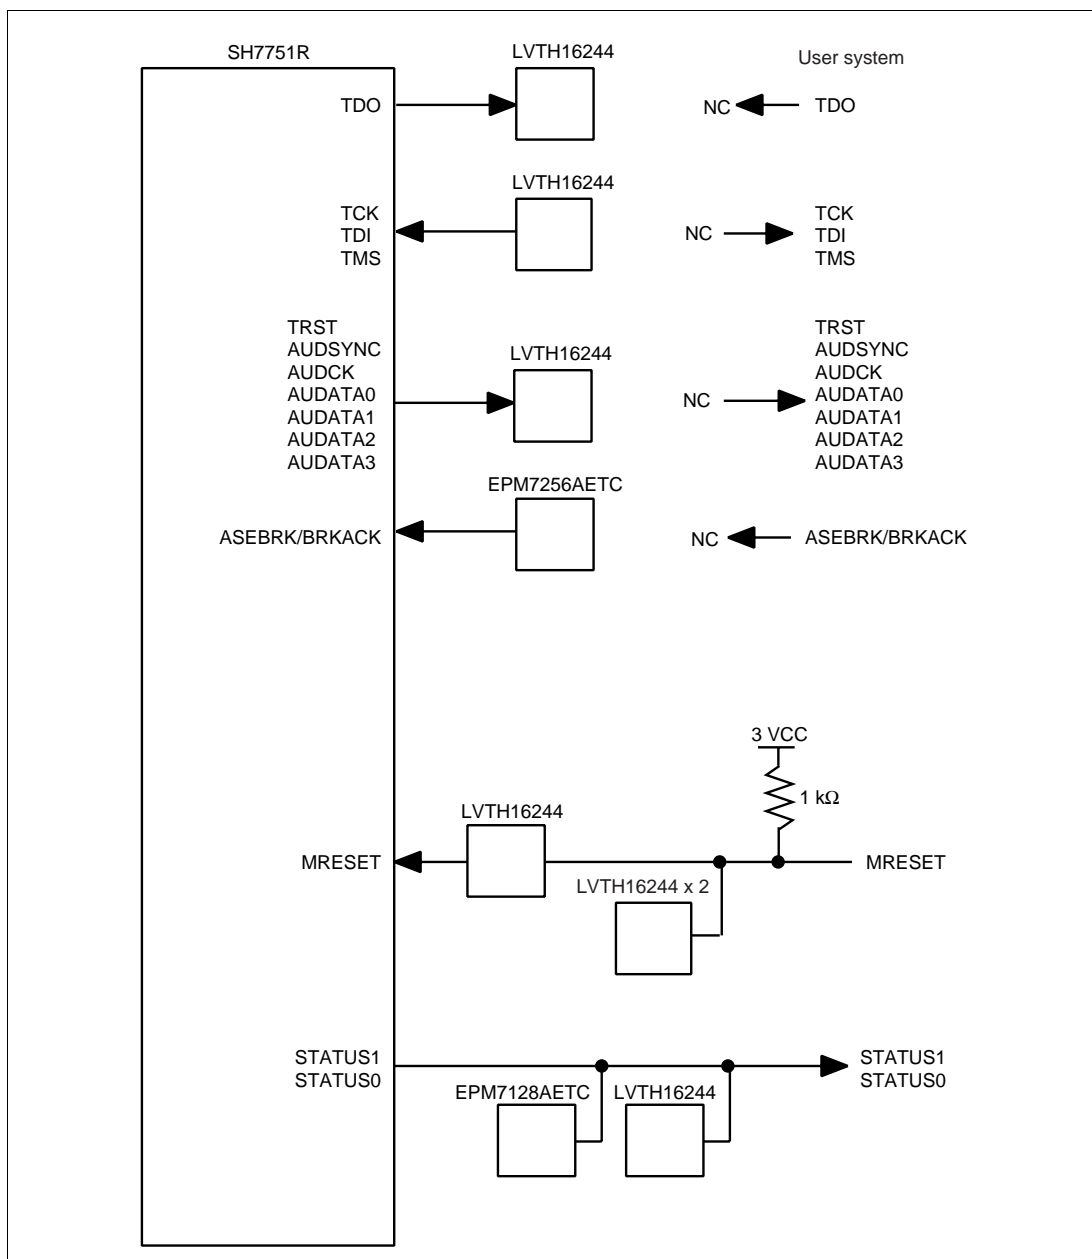 SH7751R
LVTH16244
User system
TDO
NC
TDO
LVTH16244
TCK
TDI
TMS
NC
TCK
TDI
TMS
TRST
AUDSYNC
AUDCK
AUDATA0
AUDATA1
AUDATA2
AUDATA3
LVTH16244
NC
TRST
AUDSYNC
AUDCK
AUDATA0
AUDATA1
AUDATA2
AUDATA3
EPM7256AETC
ASEBRK/BRKACK
NC
ASEBRK/BRKACK
3 VCC
1 kΩ
LVTH16244
MRESET
MRESET
LVTH16244 x 2
STATUS1
STATUS0
STATUS1
STATUS0
EPM7128AETC
LVTH16244